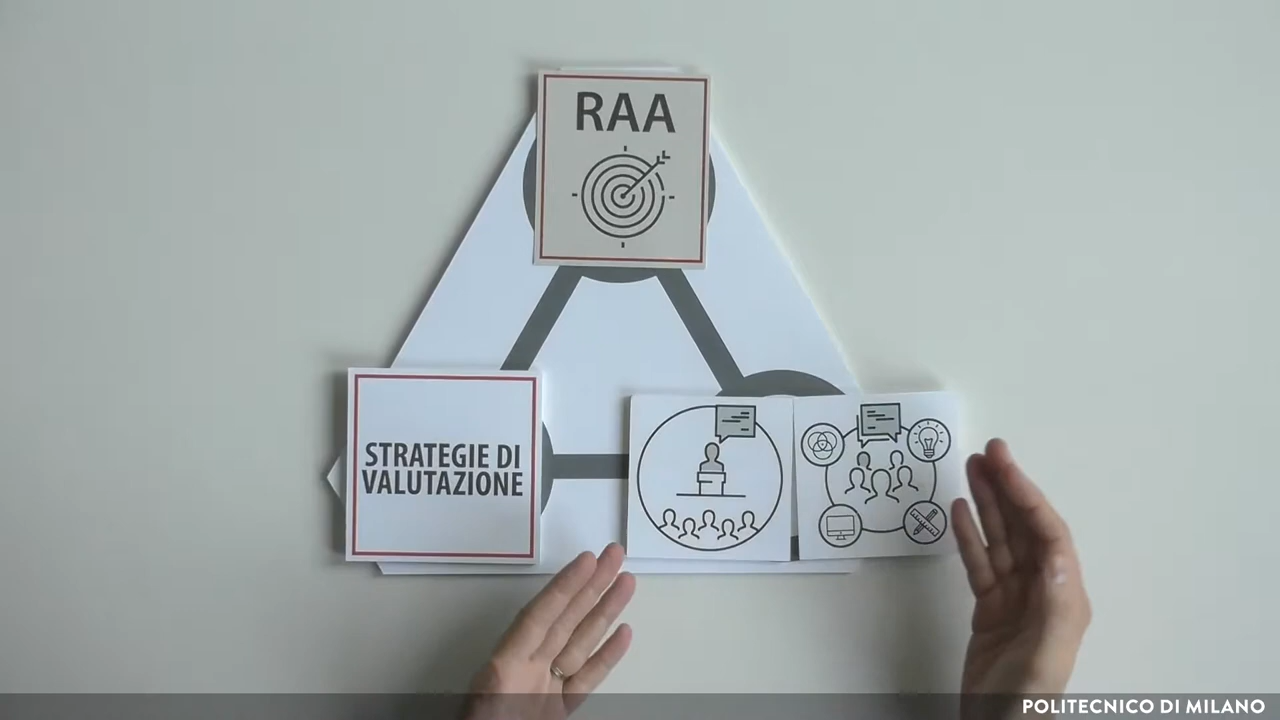 RAA
STRATEGIE DI
VALUTAZIONE
POLITECNICO DI MILANO